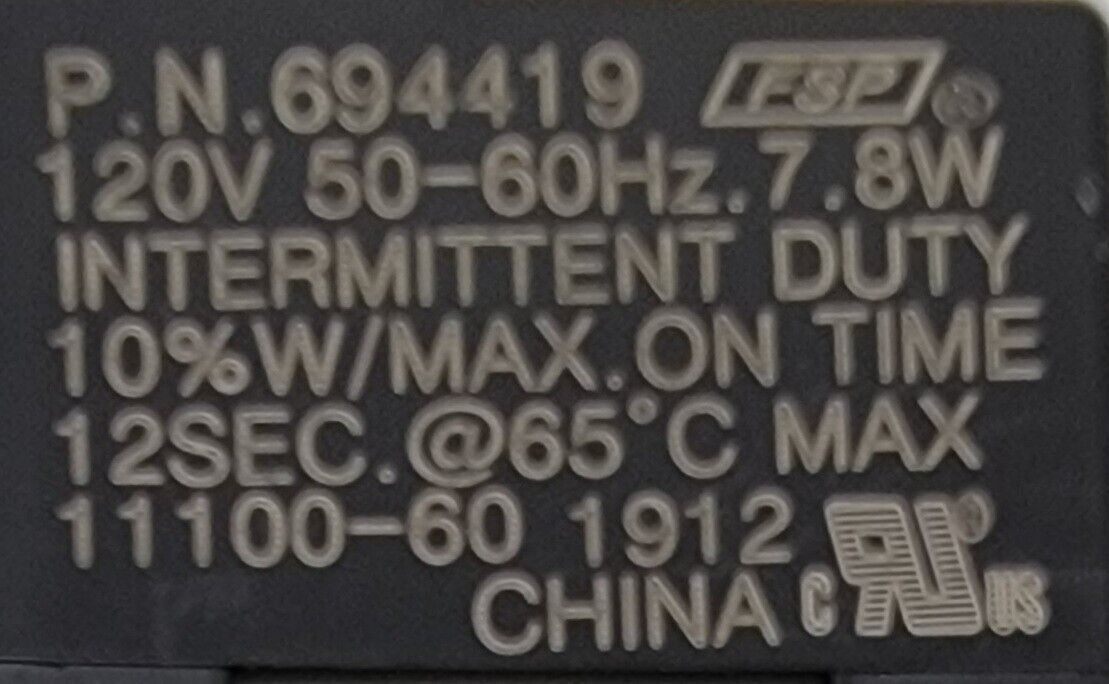 P.N.694419 FSP®
120V 50-60Hz.7.8W
INTERMITTENT DUTY
10%W/MAX.ON TIME
12SEC.@65°C MAX
11100-60 1912
CHINA c RU® US